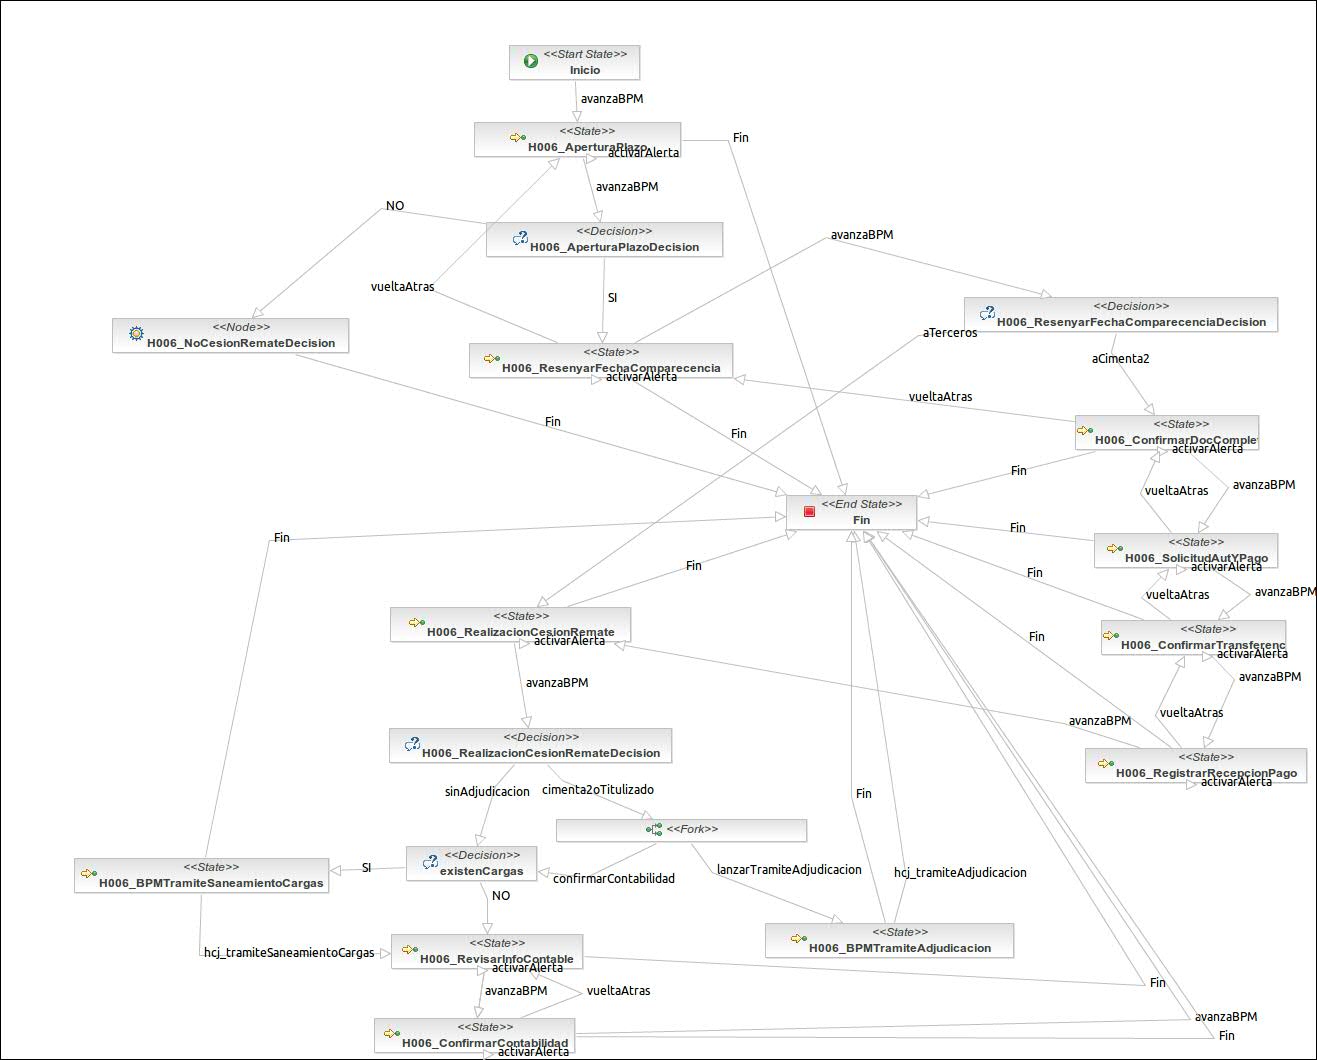 <<Start State>>
Inicio
avanzaBPM
<<State>>
H006_AperturaPlazo
activarAlerta
Fin
avanzaBPM
NO
<<Decision>>
H006_AperturaPlazoDecision
avanzaBPM
vueltaAtras
SI
<<Node>>
H006_NoCesionRemateDecision
<<Decision>>
H006_ResenyarFechaComparecenciaDecision
aTerceros
<<State>>
H006_ResenyarFechaComparecencia
activarAlerta
aCimenta2
vueltaAtras
Fin
Fin
<<State>>
H006_ConfirmarDocComplet
activarAlerta
Fin
vueltaAtras
avanzaBPM
<<End State>>
Fin
Fin
Fin
<<State>>
H006_SolicitudAutYPago
activarAlerta
Fin
Fin
vueltaAtras
avanzaBPM
<<State>>
H006_RealizacionCesionRemate
activarAlerta
Fin
<<State>>
H006_ConfirmarTransferenc
activarAlerta
avanzaBPM
avanzaBPM
vueltaAtras
avanzaBPM
<<Decision>>
H006_RealizacionCesionRemateDecision
<<State>>
H006_RegistrarRecepcionPago
activarAlerta
sinAdjudicacion
cimenta2oTitulizado
Fin
<<Fork>>
<<Decision>>
existenCargas
SI
<<State>>
H006_BPMTramiteSaneamientoCargas
confirmarContabilidad
lanzarTramiteAdjudicacion
hcj_tramiteAdjudicacion
NO
<<State>>
H006_BPMTramiteAdjudicacion
hcj_tramiteSaneamientoCargas
<<State>>
H006_RevisarInfoContable
activarAlerta
avanzaBPM
vueltaAtras
Fin
<<State>>
H006_ConfirmarContabilidad
activarAlerta
avanzaBPM
Fin